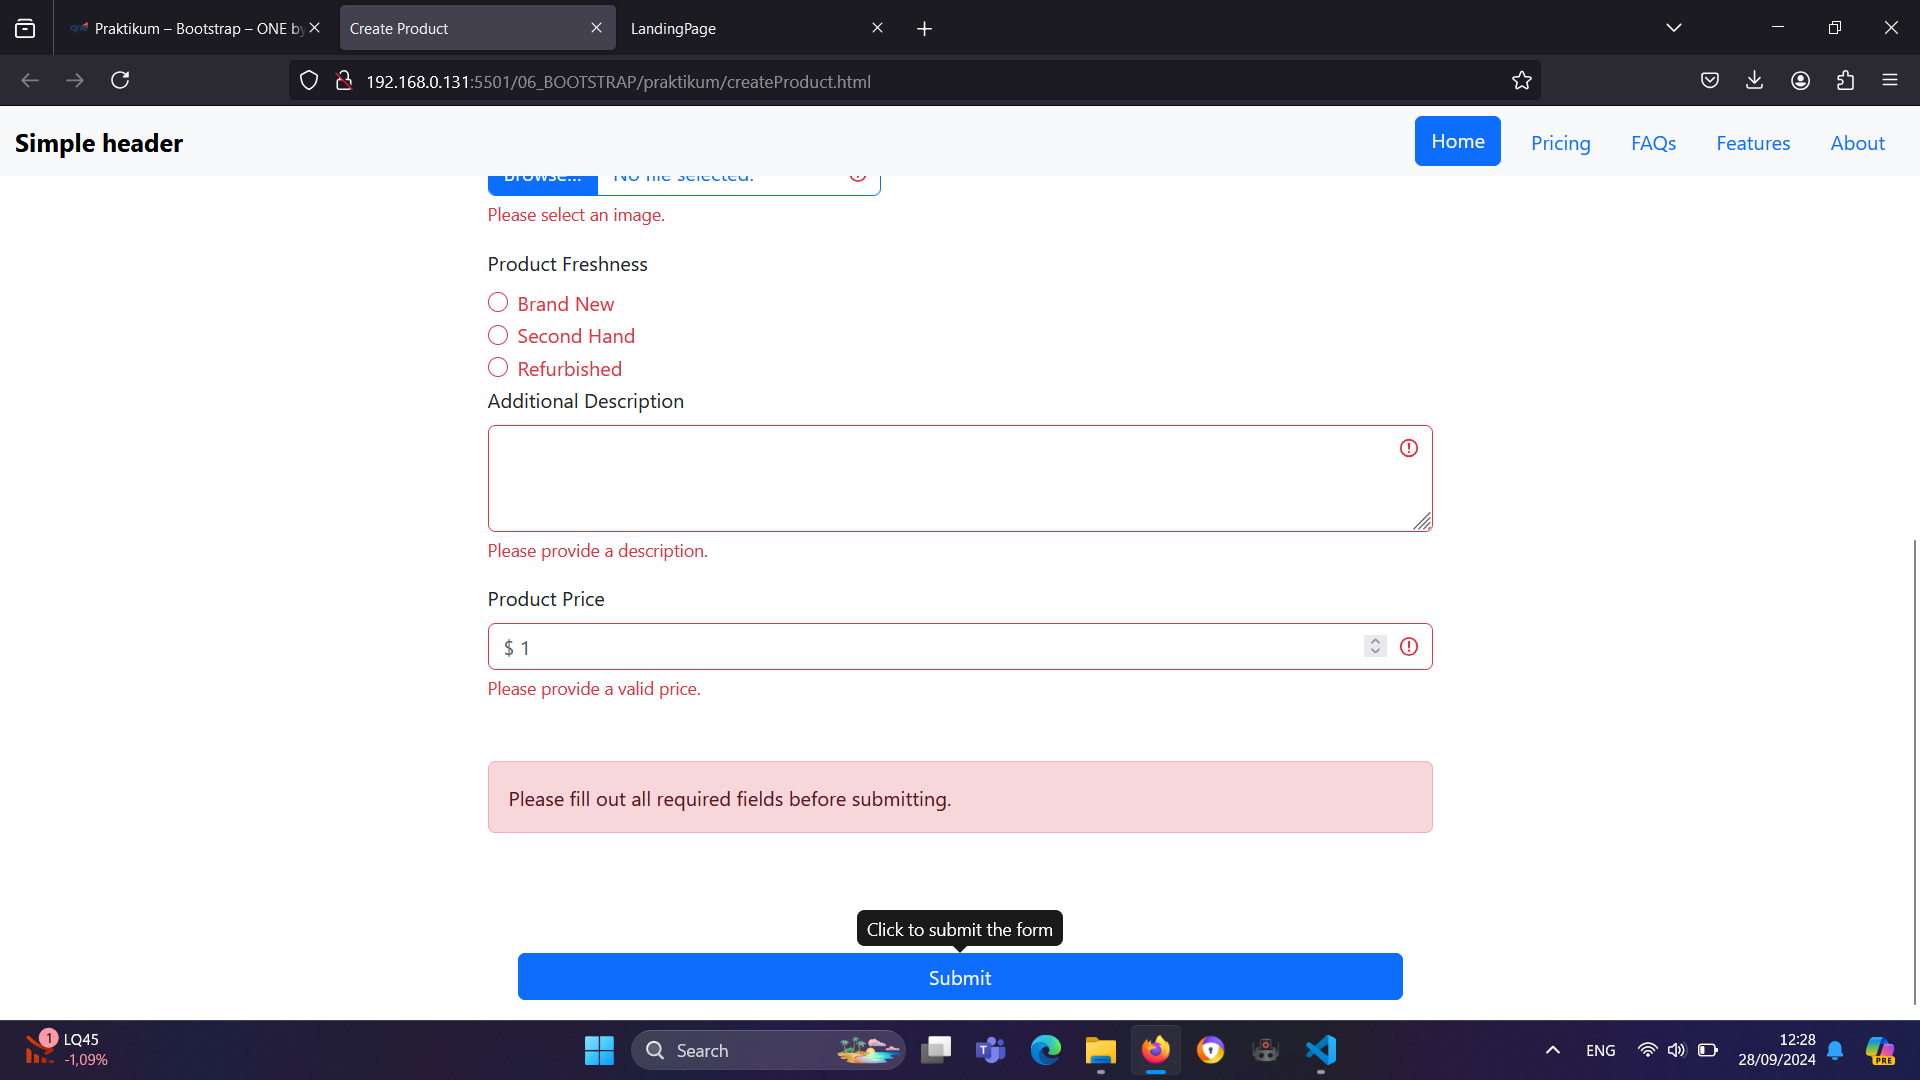 Praktikum – Bootstrap – ONE by
Create Product
LandingPage
192.168.0.131:5501/06_BOOTSTRAP/praktikum/createProduct.html
Simple header
Home
Pricing
FAQs
Features
About
Browse...
No file selected.
Please select an image.
Product Freshness
Brand New
Second Hand
Refurbished
Additional Description
Please provide a description.
Product Price
$ 1
Please provide a valid price.
Please fill out all required fields before submitting.
Click to submit the form
Submit
1
LQ45
-1,09%
Search
ENG
12:28
28/09/2024
PRE